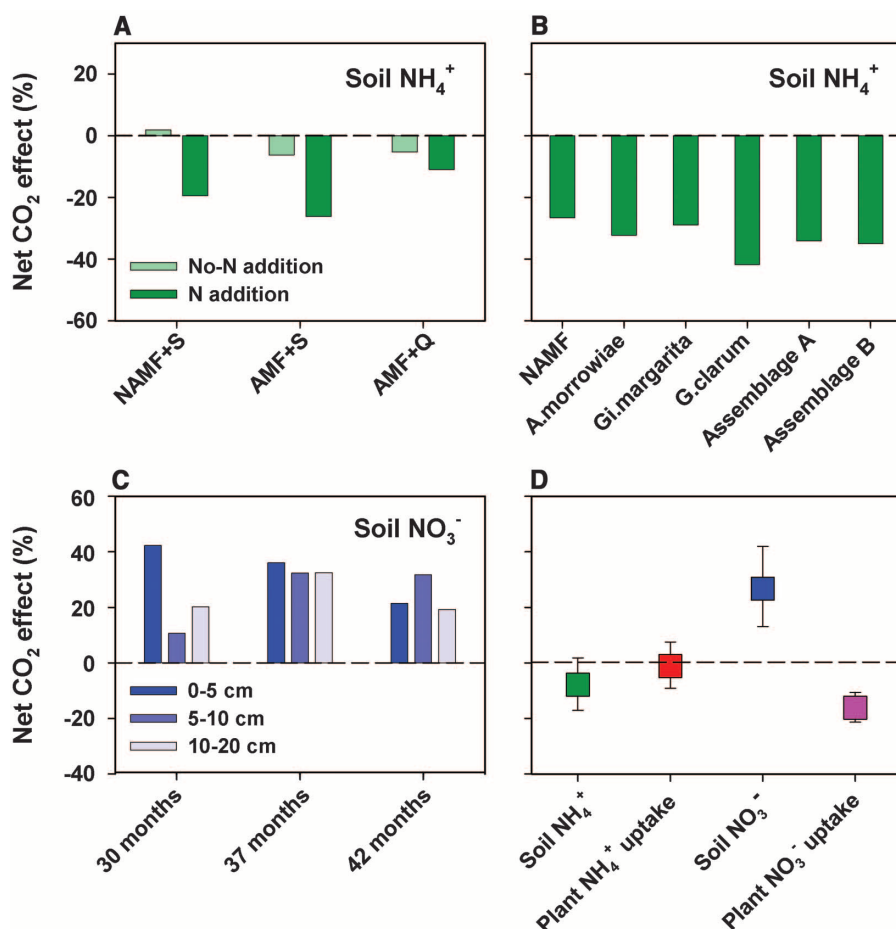 A
Net CO₂ effect (%)
Soil NH₄⁺
20
0
-20
-40
-60
No-N addition
N addition
NAMF+S
AMF+S
AMF+Q
B
Soil NH₄⁺
NAMF
A.morrowiae
Gi.margarita
G.clarum
Assemblage A
Assemblage B
C
Net CO₂ effect (%)
Soil NO₃⁻
60
40
20
0
-20
-40
0-5 cm
5-10 cm
10-20 cm
30 months
37 months
42 months
D
Soil NH₄⁺
Plant NH₄⁺ uptake
Soil NO₃⁻
Plant NO₃⁻ uptake